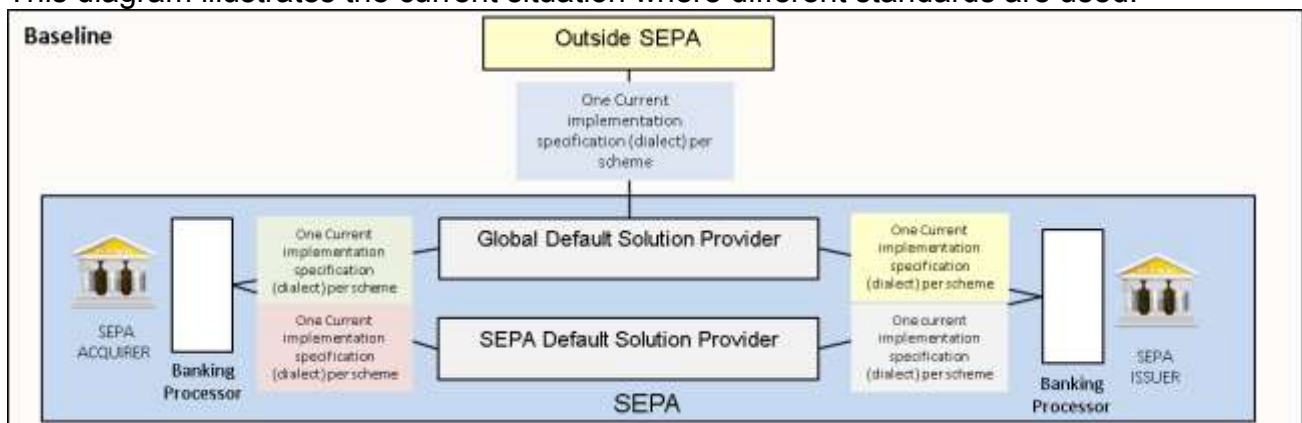 This diagram illustrates the current situation where different standards are used.
Baseline
Outside SEPA
One Current
implementation
specification (dialect) per
scheme
One Current
implementation
specification
(dialect) per scheme
Global Default Solution Provider
One Current
implementation
specification
(dialect) per scheme
SEPA
ACQUIRER
Banking
Processor
One Current
implementation
specification
(dialect) per scheme
SEPA Default Solution Provider
One current
implementation
specification
(dialect) per scheme
Banking
Processor
SEPA
ISSUER
SEPA